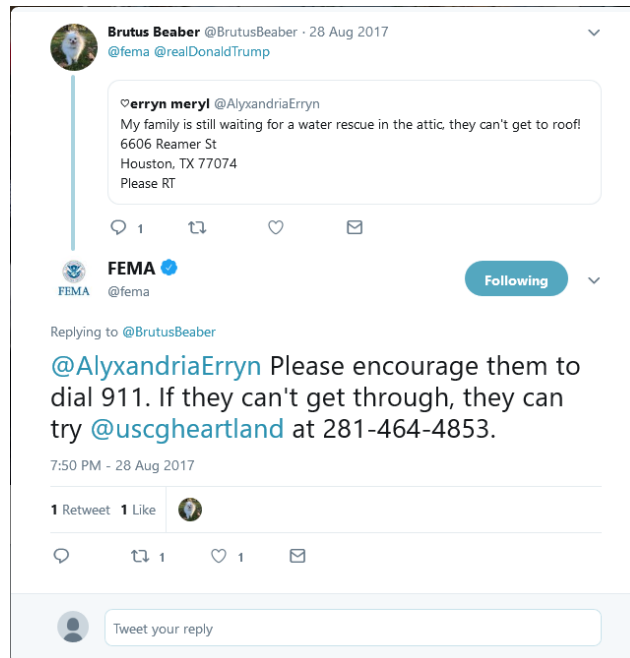 Brutus Beaber @BrutusBeaber · 28 Aug 2017
@fema @realDonaldTrump
♡erryn meryl @AlyxandriaErryn
My family is still waiting for a water rescue in the attic, they can't get to roof!
6606 Reamer St
Houston, TX 77074
Please RT
1
FEMA
@fema
FEMA
Following
Replying to @BrutusBeaber
@AlyxandriaErryn Please encourage them to
dial 911. If they can't get through, they can
try @uscgheartland at 281-464-4853.
7:50 PM - 28 Aug 2017
1 Retweet 1 Like
1 1
Tweet your reply